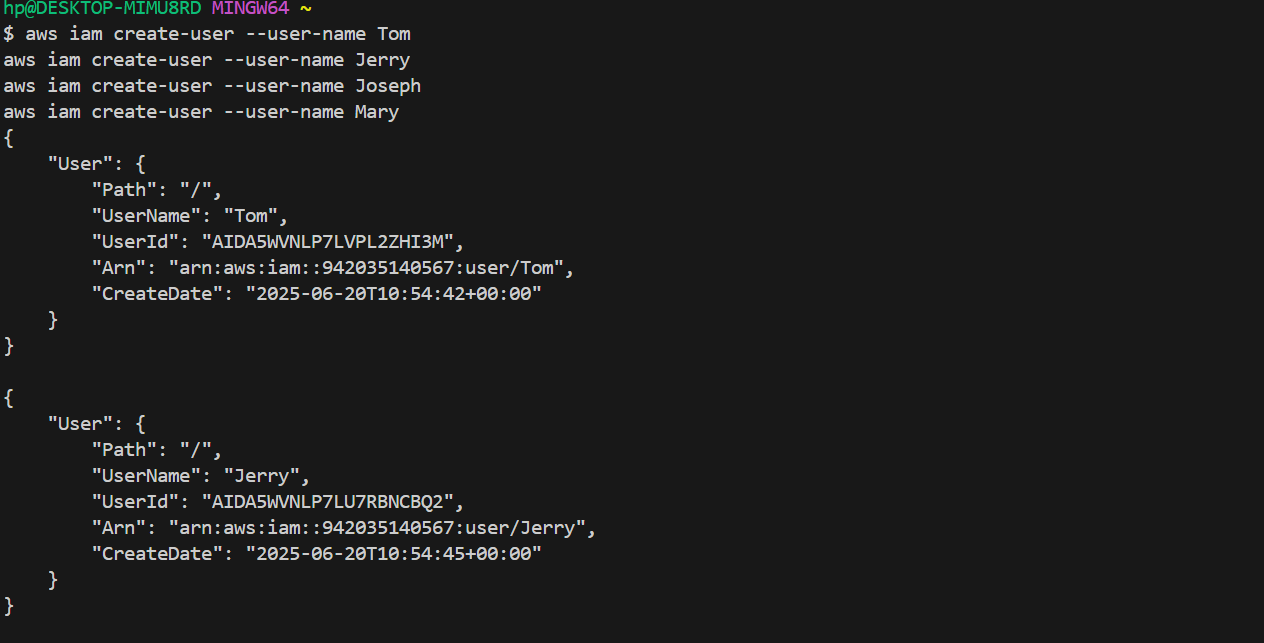 hp@DESKTOP-MIMU8RD MINGW64 ~
$ aws iam create-user --user-name Tom
aws iam create-user --user-name Jerry
aws iam create-user --user-name Joseph
aws iam create-user --user-name Mary
{
    "User": {
        "Path": "/",
        "UserName": "Tom",
        "UserId": "AIDA5WVNLP7LVPL2ZHI3M",
        "Arn": "arn:aws:iam::942035140567:user/Tom",
        "CreateDate": "2025-06-20T10:54:42+00:00"
    }
}

{
    "User": {
        "Path": "/",
        "UserName": "Jerry",
        "UserId": "AIDA5WVNLP7LU7RBNCBQ2",
        "Arn": "arn:aws:iam::942035140567:user/Jerry",
        "CreateDate": "2025-06-20T10:54:45+00:00"
    }
}